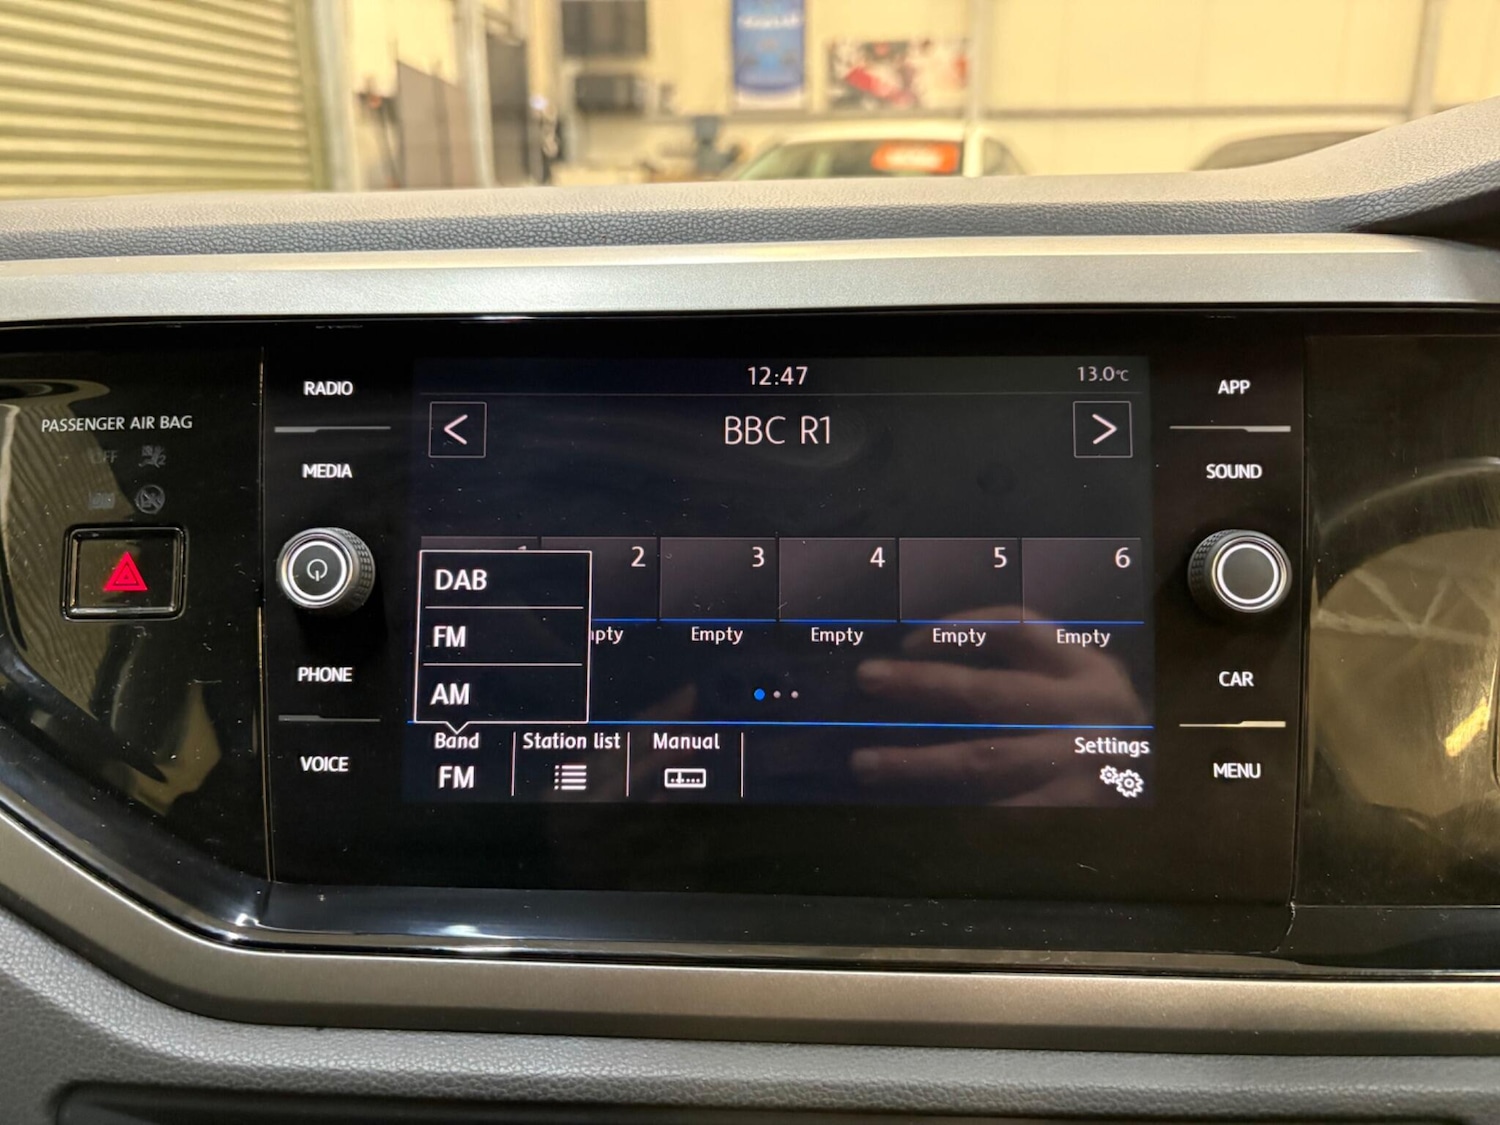 12:47
13.0°C
RADIO
APP
<
BBC R1
>
PASSENGER AIR BAG
OFF
MEDIA
SOUND
2
3
4
5
6
DAB
FM
AM
Empty
Empty
Empty
Empty
PHONE
CAR
Band
Station list
Manual
Settings
FM
VOICE
MENU